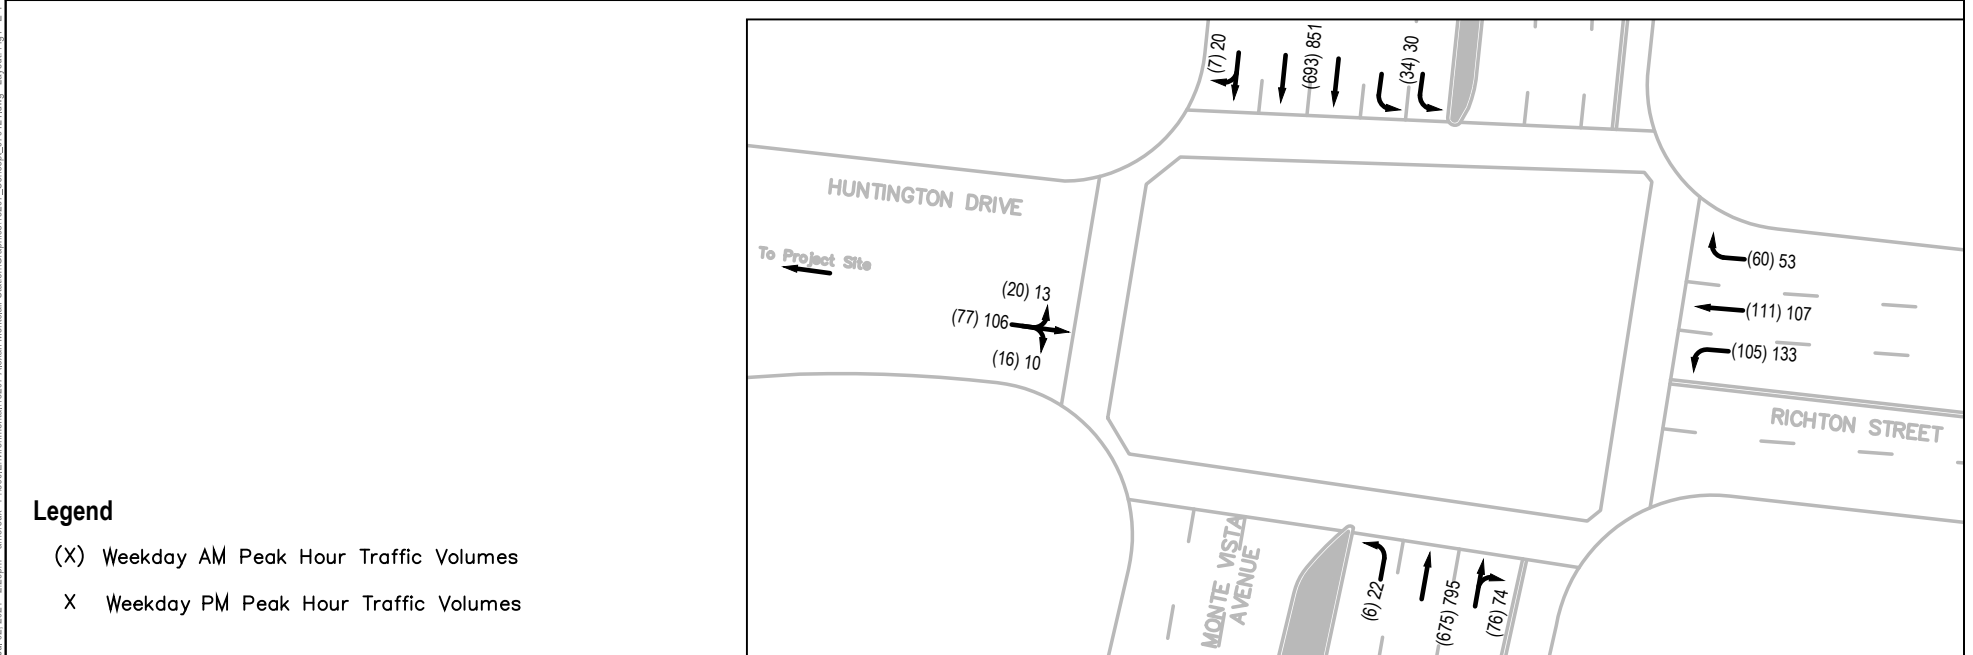 (7) 20
(693) 851
(34) 30
HUNTINGTON DRIVE
To Project Site
(20) 13
(77) 106
(16) 10
(60) 53
(111) 107
(105) 133
RICHTON STREET
MONTE VISTA
AVENUE
(6) 22
(675) 795
(76) 74
Legend
(X) Weekday AM Peak Hour Traffic Volumes
X Weekday PM Peak Hour Traffic Volumes